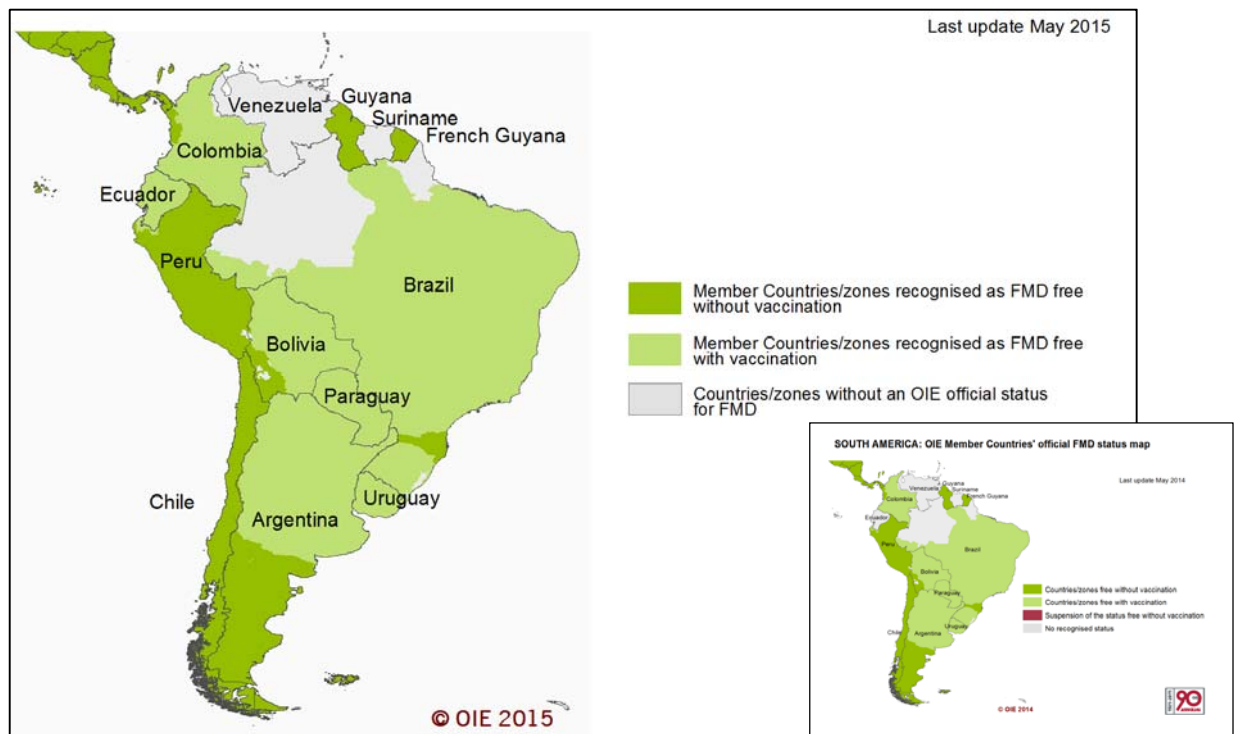 Last update May 2015
Venezuela
Guyana
Suriname
French Guyana
Colombia
Ecuador
Peru
Brazil
Bolivia
Paraguay
Chile
Uruguay
Argentina
Member Countries/zones recognised as FMD free
without vaccination
Member Countries/zones recognised as FMD free
with vaccination
Countries/zones without an OIE official status
for FMD
© OIE 2015
SOUTH AMERICA: OIE Member Countries' official FMD status map
Last update May 2014
Venezuela
Guyana
Suriname
French Guyana
Colombia
Ecuador
Peru
Brazil
Bolivia
Paraguay
Chile
Uruguay
Argentina
Countries/zones free without vaccination
Countries/zones free with vaccination
Suspension of the status free without vaccination
No recognised status
© OIE 2014
90